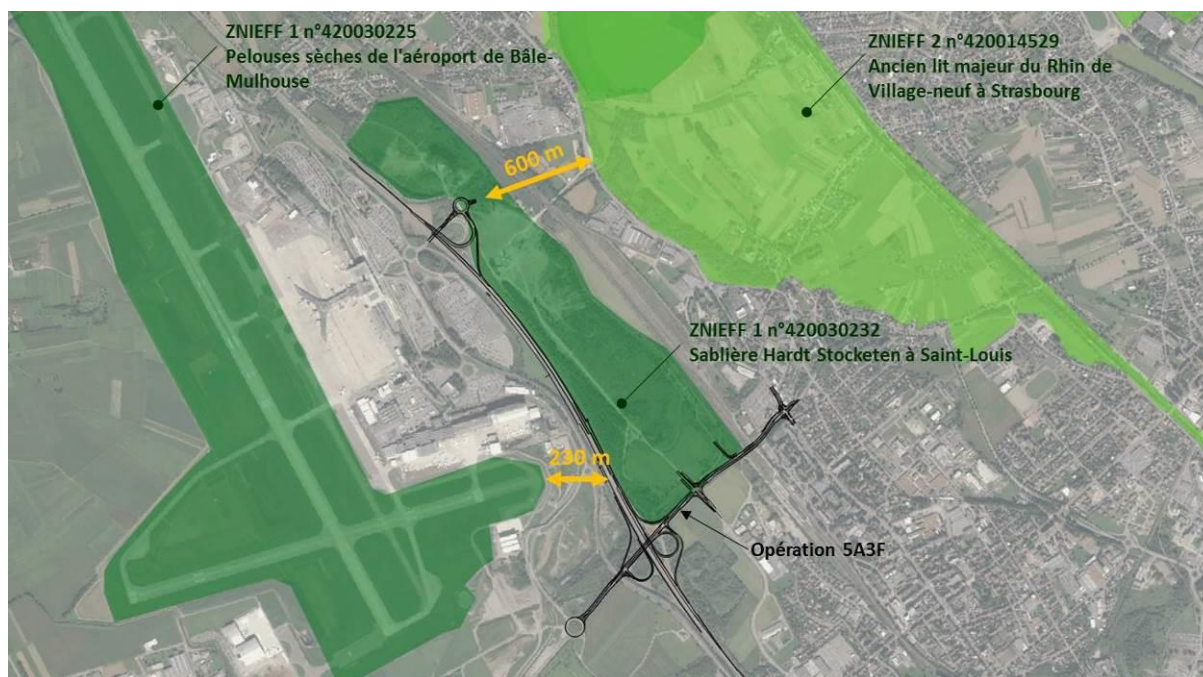 ZNIEFF 1 n°420030225
Pelouses sèches de l'aéroport de Bâle-
Mulhouse
ZNIEFF 2 n°420014529
Ancien lit majeur du Rhin de
Village-neuf à Strasbourg
600 m
ZNIEFF 1 n°420030232
Sablière Hardt Stocketen à Saint-Louis
230 m
Opération 5A3F